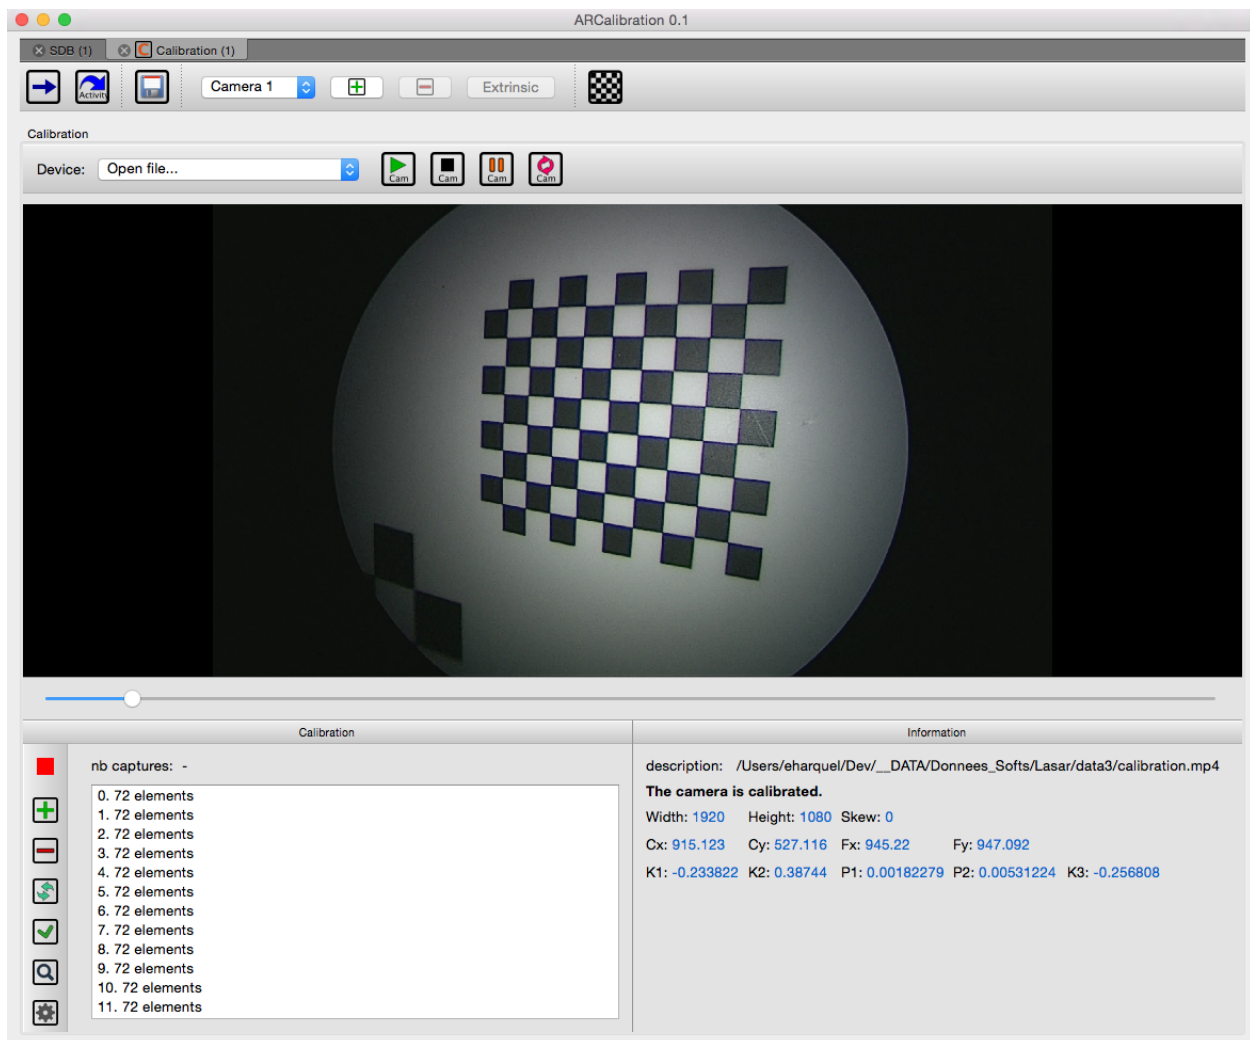 ARCalibration 0.1
SDB (1) C Calibration (1)
Activity Camera 1 Extrinsic
Calibration
Device: Open file... Cam Cam Cam Cam
Calibration
nb captures: -
0. 72 elements
1. 72 elements
2. 72 elements
3. 72 elements
4. 72 elements
5. 72 elements
6. 72 elements
7. 72 elements
8. 72 elements
9. 72 elements
10. 72 elements
11. 72 elements
Information
description: /Users/eharquel/Dev/__DATA/Donnees_Softs/Lasar/data3/calibration.mp4
The camera is calibrated.
Width: 1920 Height: 1080 Skew: 0
Cx: 915.123 Cy: 527.116 Fx: 945.22 Fy: 947.092
K1: -0.233822 K2: 0.38744 P1: 0.00182279 P2: 0.00531224 K3: -0.256808